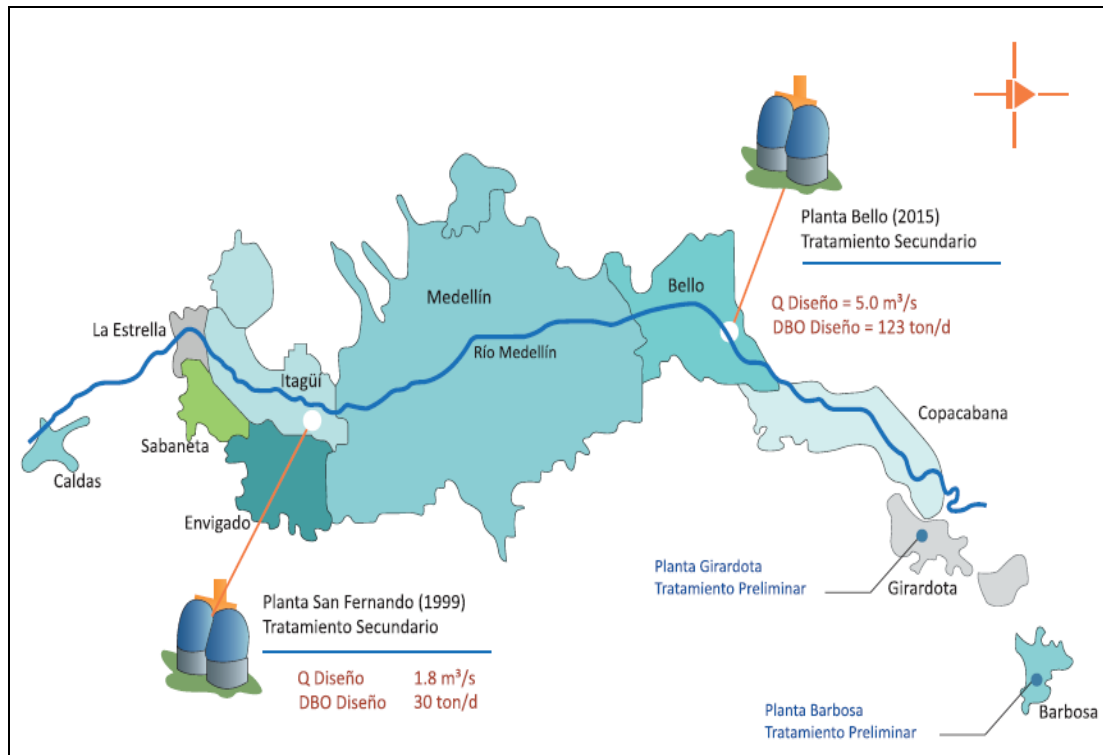 Planta Bello (2015)
Tratamiento Secundario
Q Diseño = 5.0 m³/s
DBO Diseño = 123 ton/d
Medellín
Bello
La Estrella
Río Medellín
Itagüí
Copacabana
Sabaneta
Caldas
Envigado
Planta Girardota
Tratamiento Preliminar
Girardota
Planta San Fernando (1999)
Tratamiento Secundario
Q Diseño 1.8 m³/s
DBO Diseño 30 ton/d
Planta Barbosa
Tratamiento Preliminar
Barbosa